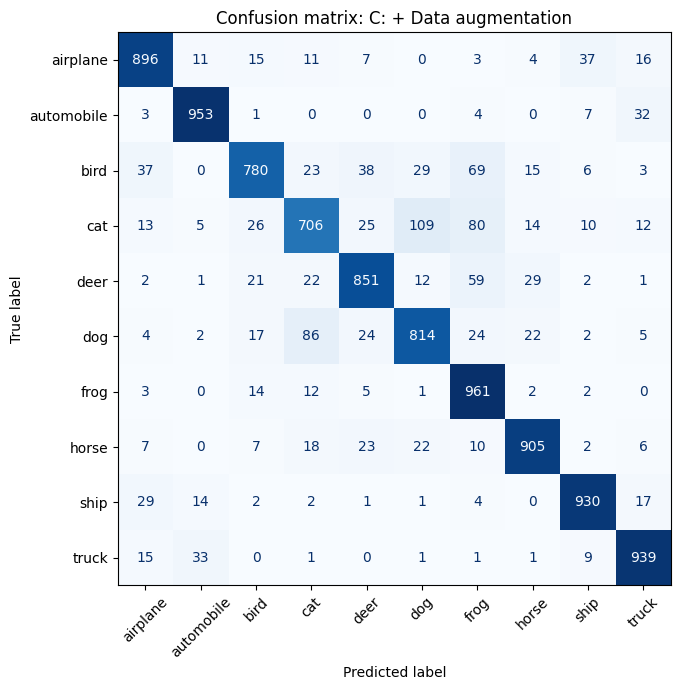 Confusion matrix: C: + Data augmentation
True label
airplane 896 11 15 11 7 0 3 4 37 16
automobile 3 953 1 0 0 4 0 7 32
bird 37 0 780 23 38 29 69 15 6 3
cat 13 5 26 706 25 109 80 14 10 12
deer 2 1 21 22 851 12 59 29 2 1
dog 4 2 17 86 24 814 24 22 2 5
frog 3 0 14 12 5 1 961 2 2 0
horse 7 0 7 18 23 22 10 905 2 6
ship 29 14 2 2 1 1 4 0 930 17
truck 15 33 0 1 0 1 1 1 9 939
airplane automobile bird cat deer dog frog horse ship truck
Predicted label